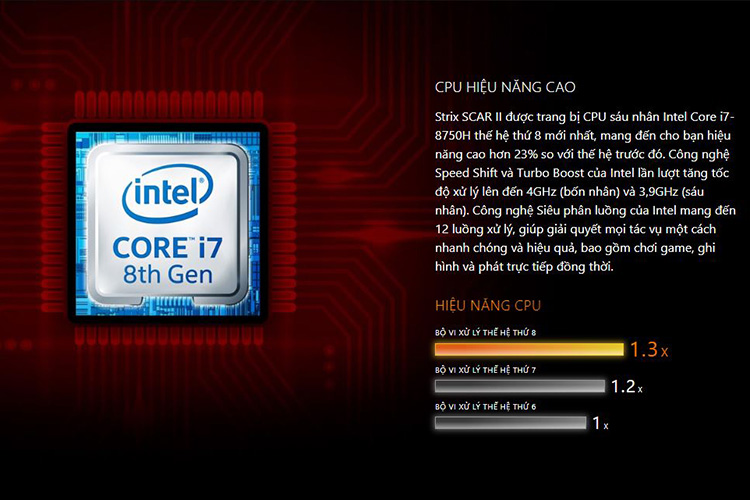 CPU HIỆU NĂNG CAO
Strix SCAR II được trang bị CPU sáu nhân Intel Core i7-
8750H thế hệ thứ 8 mới nhất, mang đến cho bạn hiệu
năng cao hơn 23% so với thế hệ trước đó. Công nghệ
Speed Shift và Turbo Boost của Intel lần lượt tăng tốc
độ xử lý lên đến 4GHz (bốn nhân) và 3,9GHz (sáu
nhân). Công nghệ Siêu phân luồng của Intel mang đến
12 luồng xử lý, giúp giải quyết mọi tác vụ một cách
nhanh chóng và hiệu quả, bao gồm chơi game, ghi
hình và phát trực tiếp đồng thời.
intel
CORE™ i7
8th Gen
HIỆU NĂNG CPU
BỘ VI XỬ LÝ THẾ HỆ THỨ 8
1.3 x
BỘ VI XỬ LÝ THẾ HỆ THỨ 7
1.2 x
BỘ VI XỬ LÝ THẾ HỆ THỨ 6
1 x